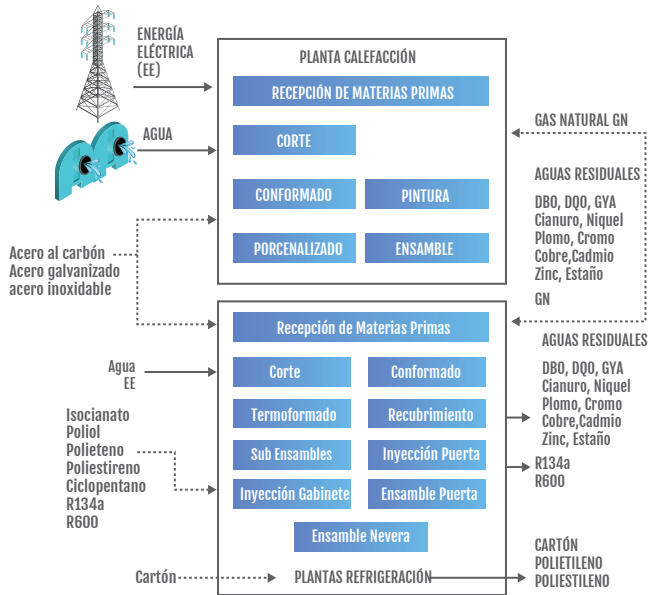 ENERGÍA
ELÉCTRICA
(EE)
AGUA
Acero al carbón
Acero galvanizado
acero inoxidable
PLANTA CALEFACCIÓN
RECEPCIÓN DE MATERIAS PRIMAS
CORTE
CONFORMADO
PINTURA
PORCENALIZADO
ENSAMBLE
GAS NATURAL GN
AGUAS RESIDUALES
DBO, DQO, GYA
Cianuro, Niquel
Plomo, Cromo
Cobre,Cadmio
Zinc, Estaño
GN
Recepción de Materias Primas
Agua
EE
Corte
Conformado
Termoformado
Recubrimiento
Sub Ensambles
Inyección Puerta
Inyección Gabinete
Ensamble Puerta
Ensamble Nevera
Isocianato
Poliol
Polieteno
Poliestireno
Ciclopentano
R134a
R600
AGUAS RESIDUALES
DBO, DQO, GYA
Cianuro, Niquel
Plomo, Cromo
Cobre,Cadmio
Zinc, Estaño
R134a
R600
Cartón
PLANTAS REFRIGERACIÓN
CARTÓN
POLIETILENO
POLIESTILENO